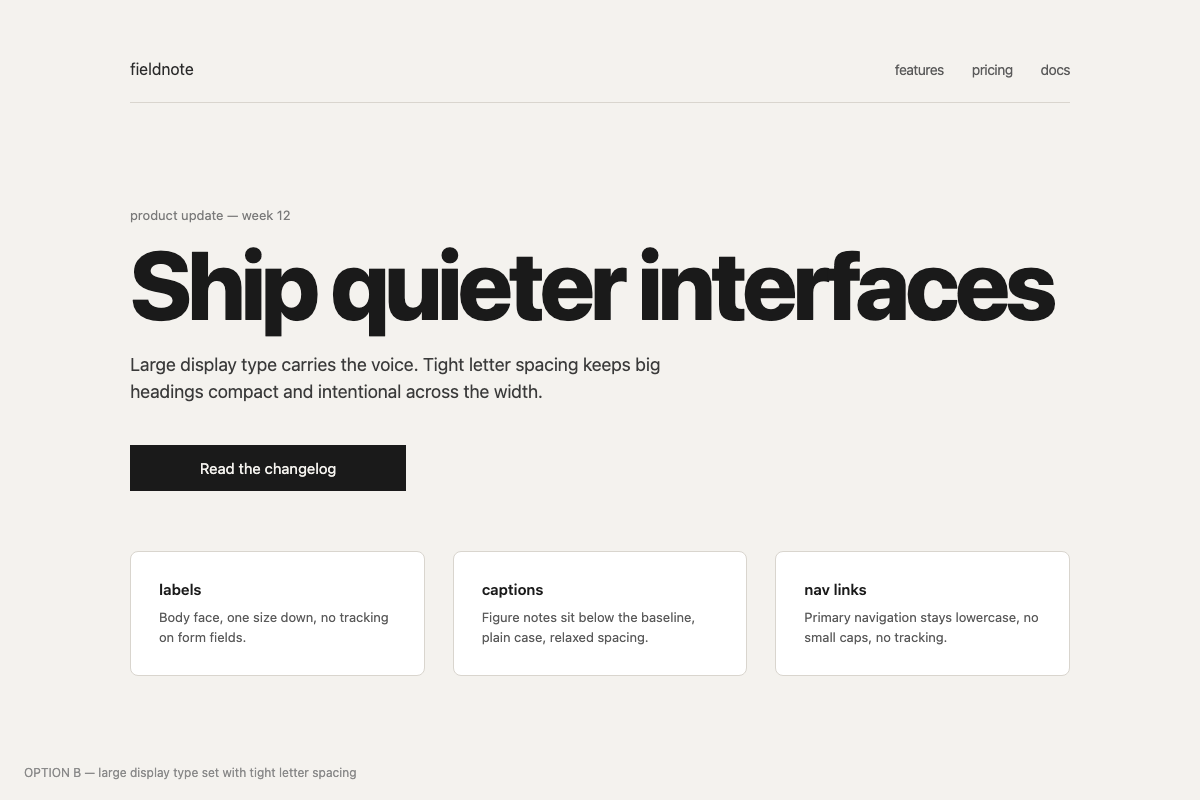 fieldnote
features pricing docs
product update — week 12
Ship quieter interfaces
Large display type carries the voice. Tight letter spacing keeps big
headings compact and intentional across the width.
Read the changelog
labels
Body face, one size down, no tracking
on form fields.
captions
Figure notes sit below the baseline,
plain case, relaxed spacing.
nav links
Primary navigation stays lowercase, no
small caps, no tracking.
OPTION B — large display type set with tight letter spacing